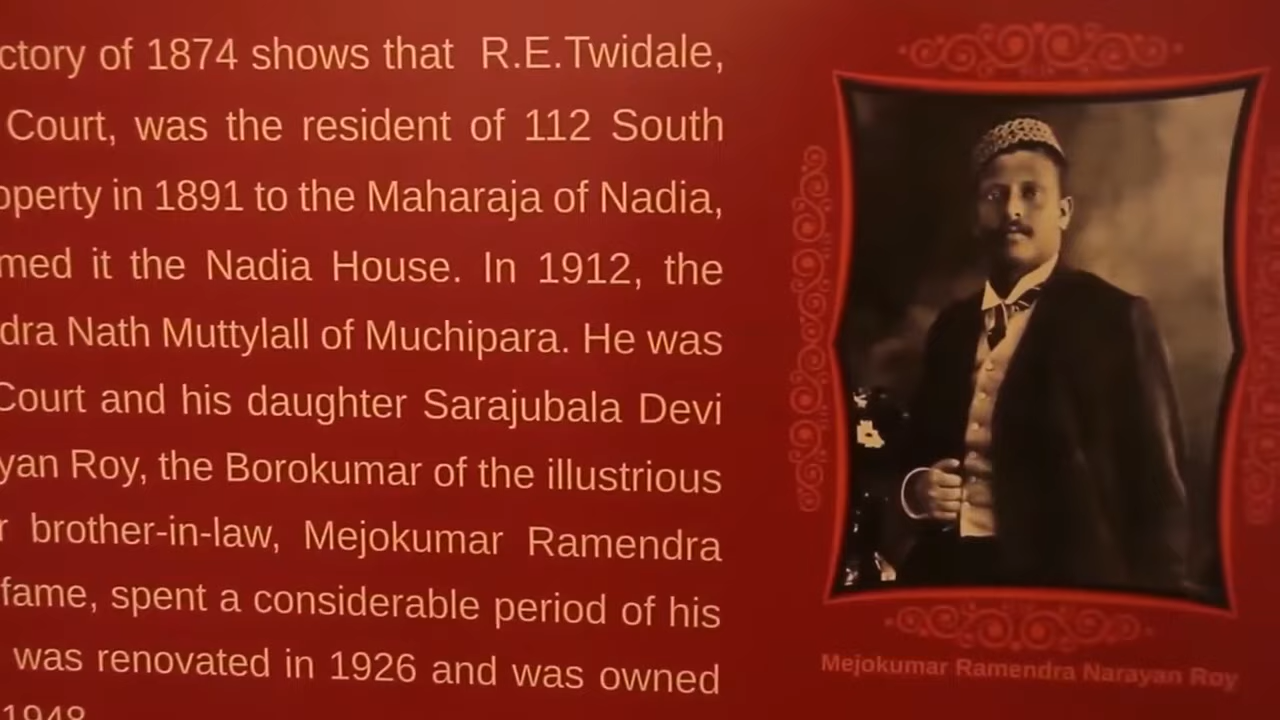 ctory of 1874 shows that R.E.Twidale,
Court, was the resident of 112 South
operty in 1891 to the Maharaja of Nadia,
med it the Nadia House. In 1912, the
dra Nath Muttylall of Muchipara. He was
Court and his daughter Sarajubala Devi
yan Roy, the Borokumar of the illustrious
r brother-in-law, Mejokumar Ramendra
fame, spent a considerable period of his
was renovated in 1926 and was owned
1948.
Mejokumar Ramendra Narayan Roy